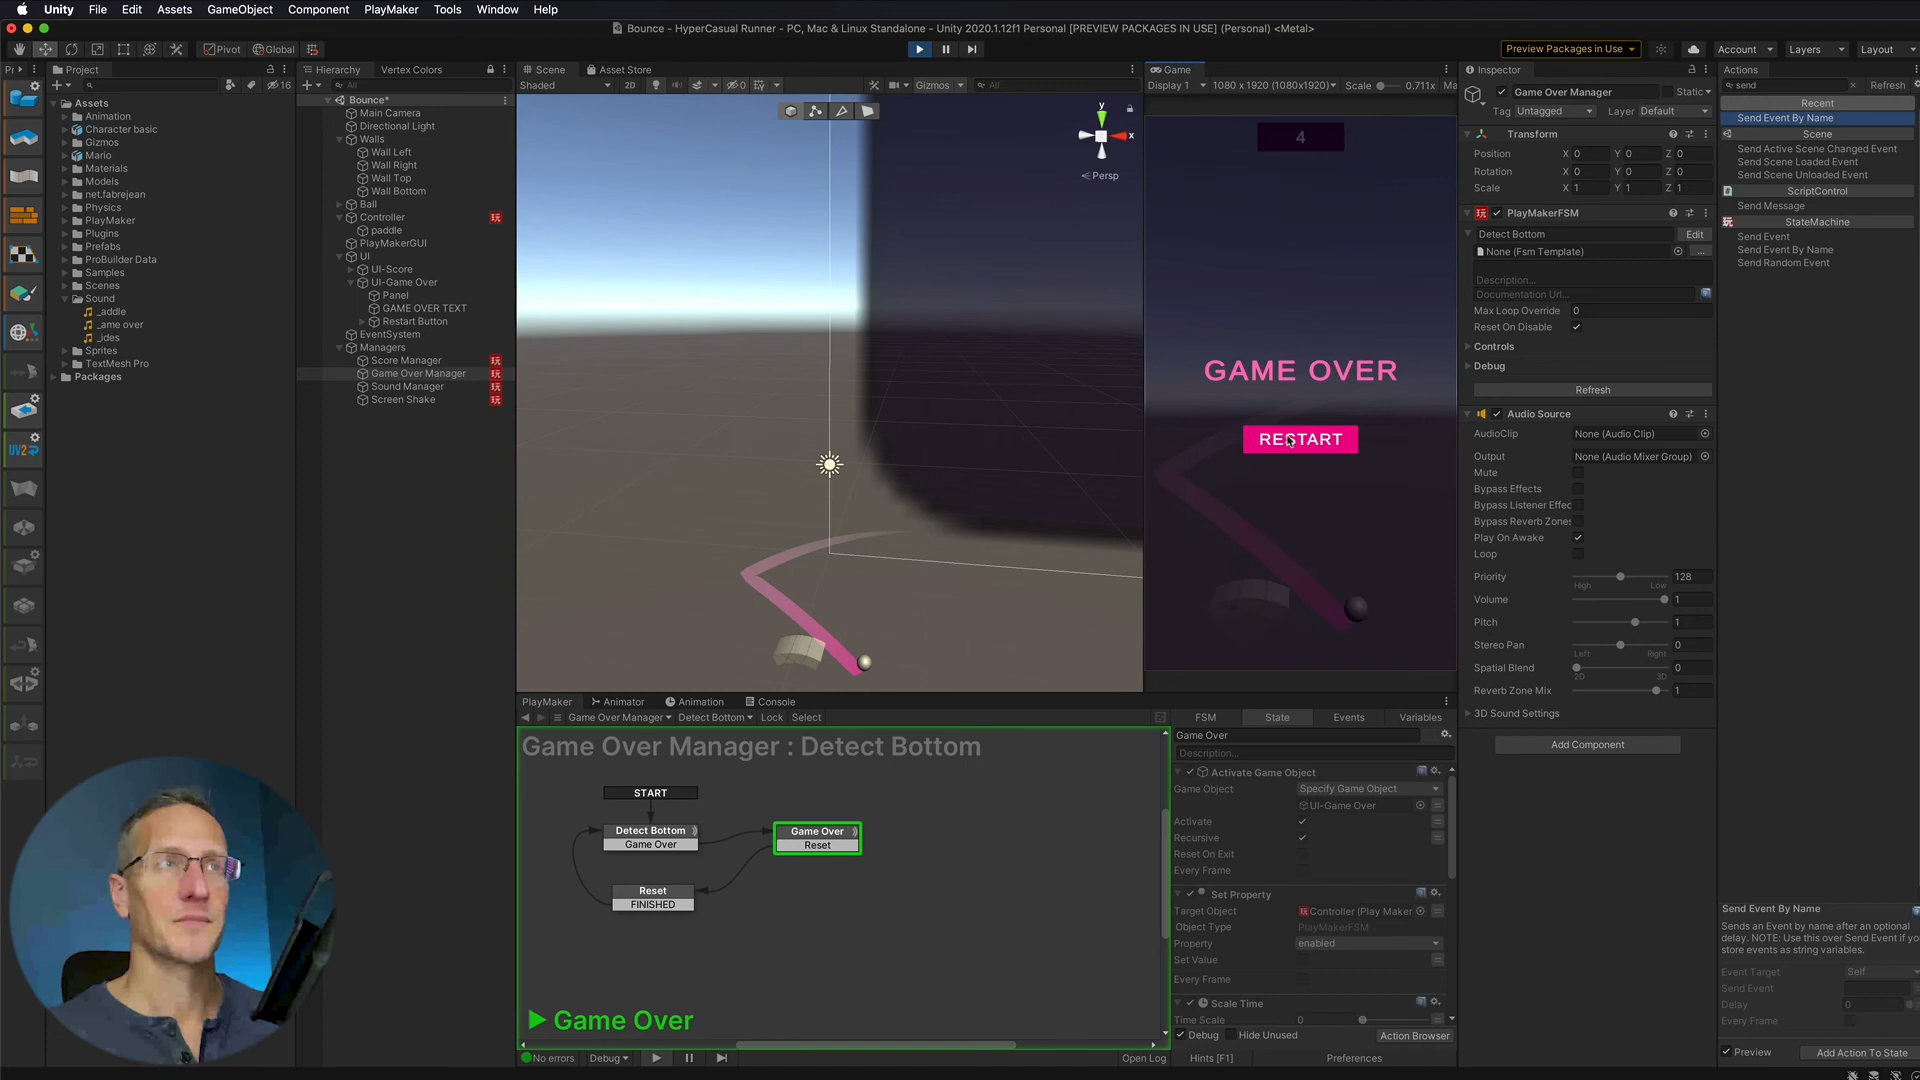 Unity File Edit Assets GameObject Component PlayMaker Tools Window Help
Bounce - HyperCasual Runner - PC, Mac & Linux Standalone - Unity 2020.1.12f1 Personal [PREVIEW PACKAGES IN USE] (Personal) <Metal>
Pivot Global Preview Packages in Use Account Layers Layout
Project
16
Assets
Animation
Character basic
Gizmos
Mario
Materials
Models
net.fabrejean
Physics
PlayMaker
Plugins
Prefabs
ProBuilder Data
Samples
Scenes
Sound
_addle
_ame over
_ides
Sprites
TextMesh Pro
Packages
UV2
Hierarchy Vertex Colors
All
Bounce*
Main Camera
Directional Light
Walls
Wall Left
Wall Right
Wall Top
Wall Bottom
Ball
Controller
paddle
PlayMakerGUI
UI
UI-Score
UI-Game Over
Panel
GAME OVER TEXT
Restart Button
EventSystem
Managers
Score Manager
Game Over Manager
Sound Manager
Screen Shake
Scene Asset Store
Shaded 2D 0 Gizmos All
y
x
Persp
Game
Display 1 1080 x 1920 (1080x1920) Scale 0.711x Ma
4
GAME OVER
RESTART
PlayMaker Animator Animation Console
Game Over Manager Detect Bottom Lock Select
Game Over Manager : Detect Bottom
START
Detect Bottom
Game Over
Game Over
Reset
Reset
FINISHED
Game Over
No errors Debug Open Log
FSM State Events Variables
Game Over
Description...
Activate Game Object
Game Object Specify Game Object
UI-Game Over
Activate
Recursive
Reset On Exit
Every Frame
Set Property
Target Object Controller (Play Maker
Object Type PlayMakerFSM
Property enabled
Set Value
Every Frame
Scale Time
Time Scale 0
Debug Hide Unused Action Browser
Hints [F1] Preferences
Inspector
Game Over Manager Static
Tag Untagged Layer Default
Transform
Position X 0 Y 0 Z 0
Rotation X 0 Y 0 Z 0
Scale X 1 Y 1 Z 1
PlayMakerFSM
Detect Bottom Edit
None (Fsm Template) ...
Description...
Documentation Url...
Max Loop Override 0
Reset On Disable
Controls
Debug
Refresh
Audio Source
AudioClip None (Audio Clip)
Output None (Audio Mixer Group)
Mute
Bypass Effects
Bypass Listener Effec
Bypass Reverb Zones
Play On Awake
Loop
Priority 128
High Low
Volume 1
Pitch 1
Stereo Pan 0
Left Right
Spatial Blend 0
2D 3D
Reverb Zone Mix 1
3D Sound Settings
Add Component
Actions
send Refresh
Recent
Send Event By Name
Scene
Send Active Scene Changed Event
Send Scene Loaded Event
Send Scene Unloaded Event
ScriptControl
Send Message
StateMachine
Send Event
Send Event By Name
Send Random Event
Send Event By Name
Sends an Event by name after an optional
delay. NOTE: Use this over Send Event if you
store events as string variables.
Event Target Self
Send Event
Delay 0
Every Frame
Preview Add Action To State